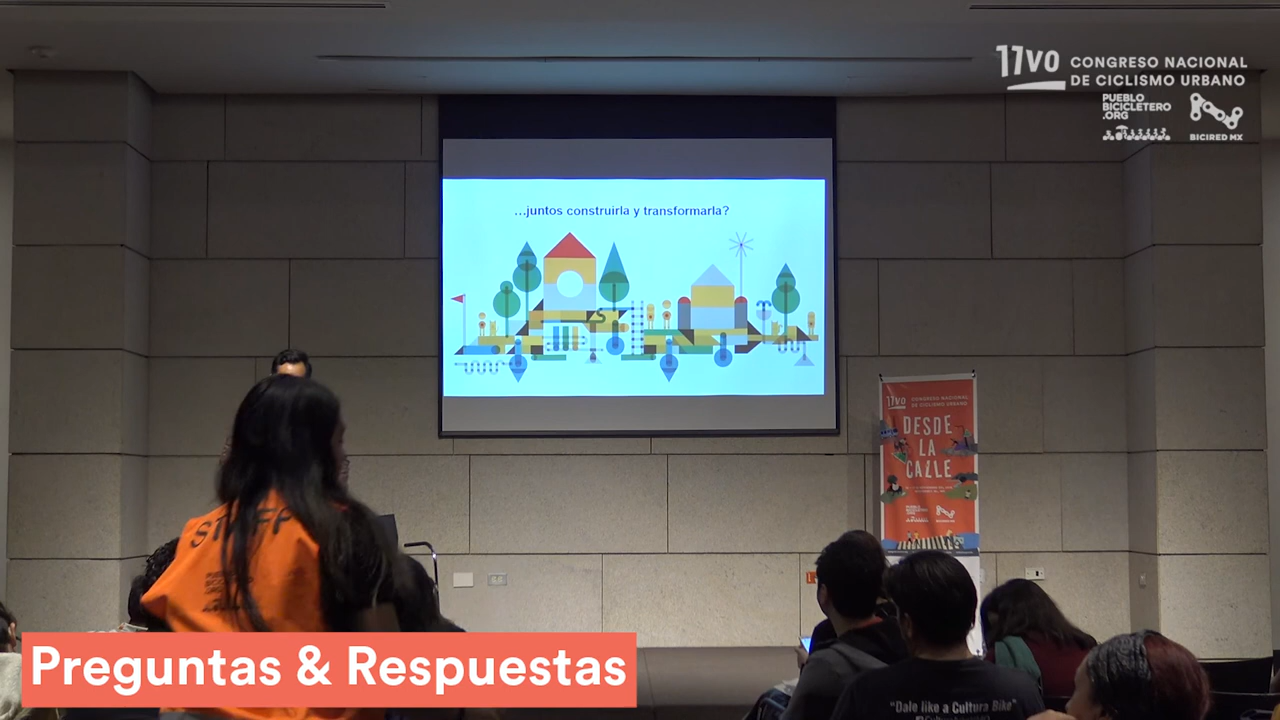 11vo CONGRESO NACIONAL
DE CICLISMO URBANO
PUEBLO
BICICLETERO
.ORG
BICIRED MX
...juntos construirla y transformarla?
11vo CONGRESO NACIONAL
DE CICLISMO URBANO
DESDE
LA
CALLE
STAFF
Preguntas & Respuestas
"Dale like a Cultura Bike"